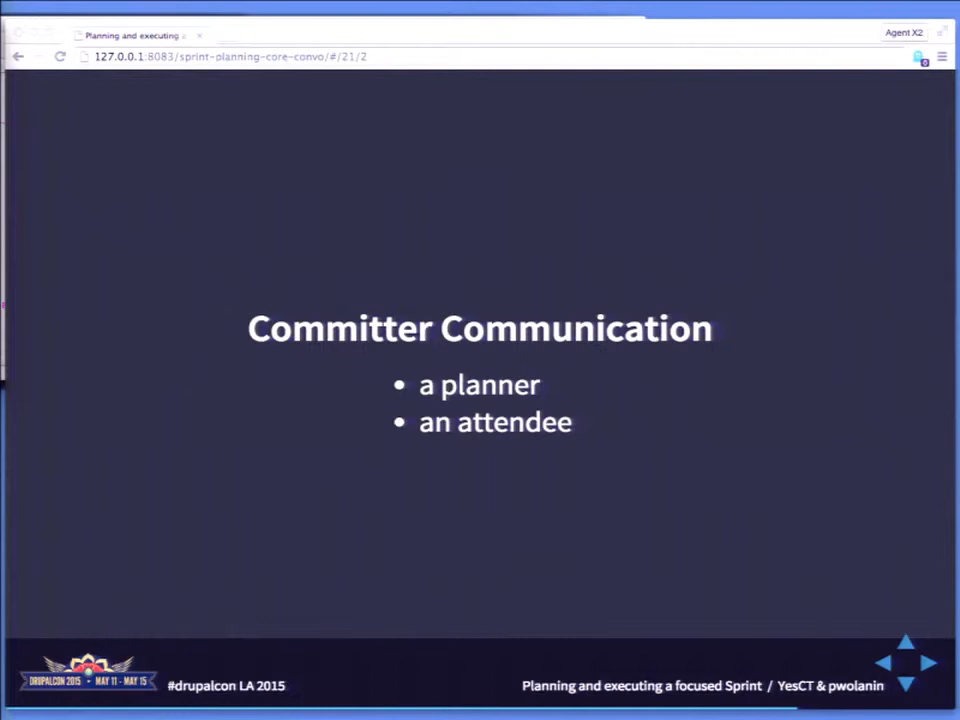 Planning and executing a
Agent X2
127.0.0.1:8083/sprint-planning-core-convo/#/21/2
Committer Communication
• a planner
• an attendee
DRUPALCON 2015 • MAY 11 - MAY 15
#drupalcon LA 2015
Planning and executing a focused Sprint / YesCT & pwolanin